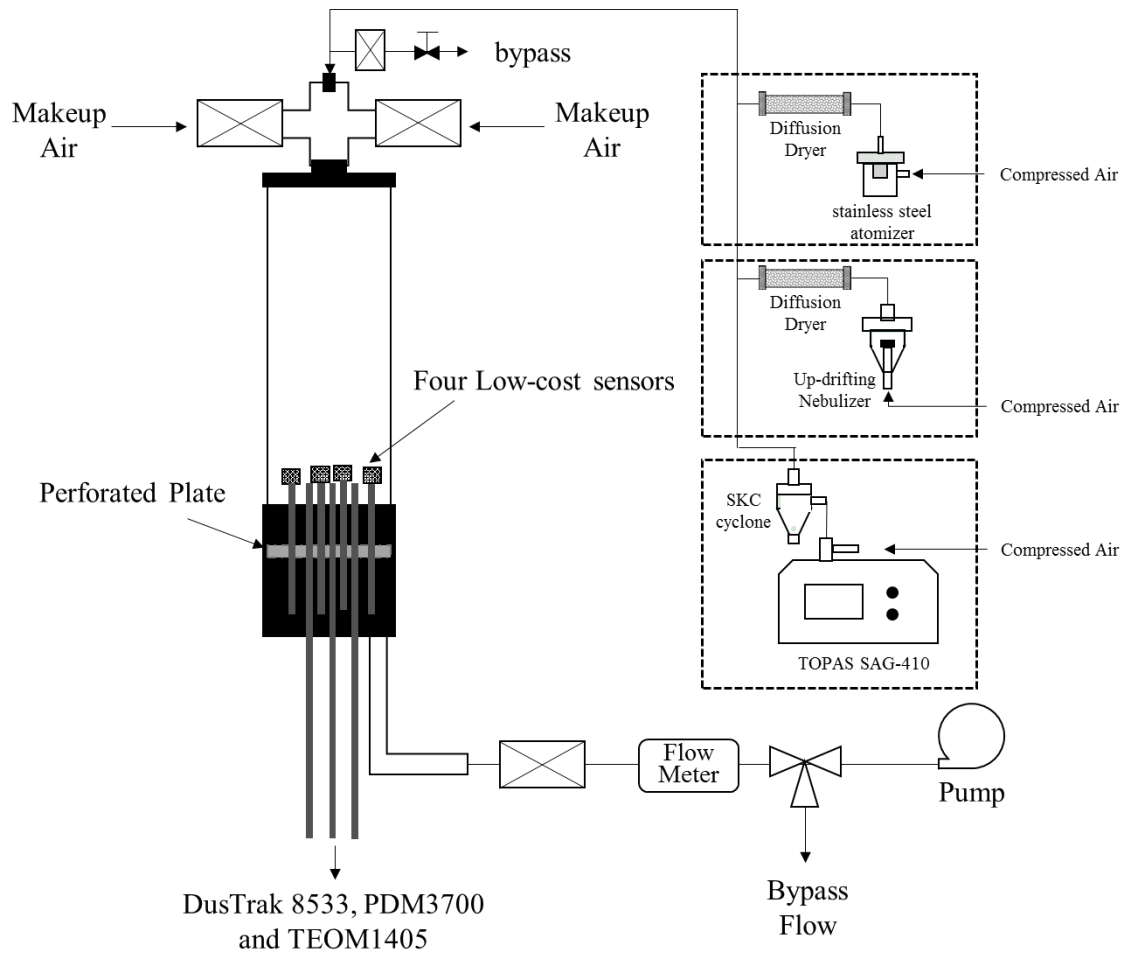 bypass
Makeup
Air
Makeup
Air
Diffusion
Dryer
Compressed Air
stainless steel
atomizer
Diffusion
Dryer
Up-drifting
Nebulizer
Compressed Air
Four Low-cost sensors
Perforated Plate
SKC
cyclone
Compressed Air
TOPAS SAG-410
Flow
Meter
Pump
Bypass
Flow
DusTrak 8533, PDM3700
and TEOM1405